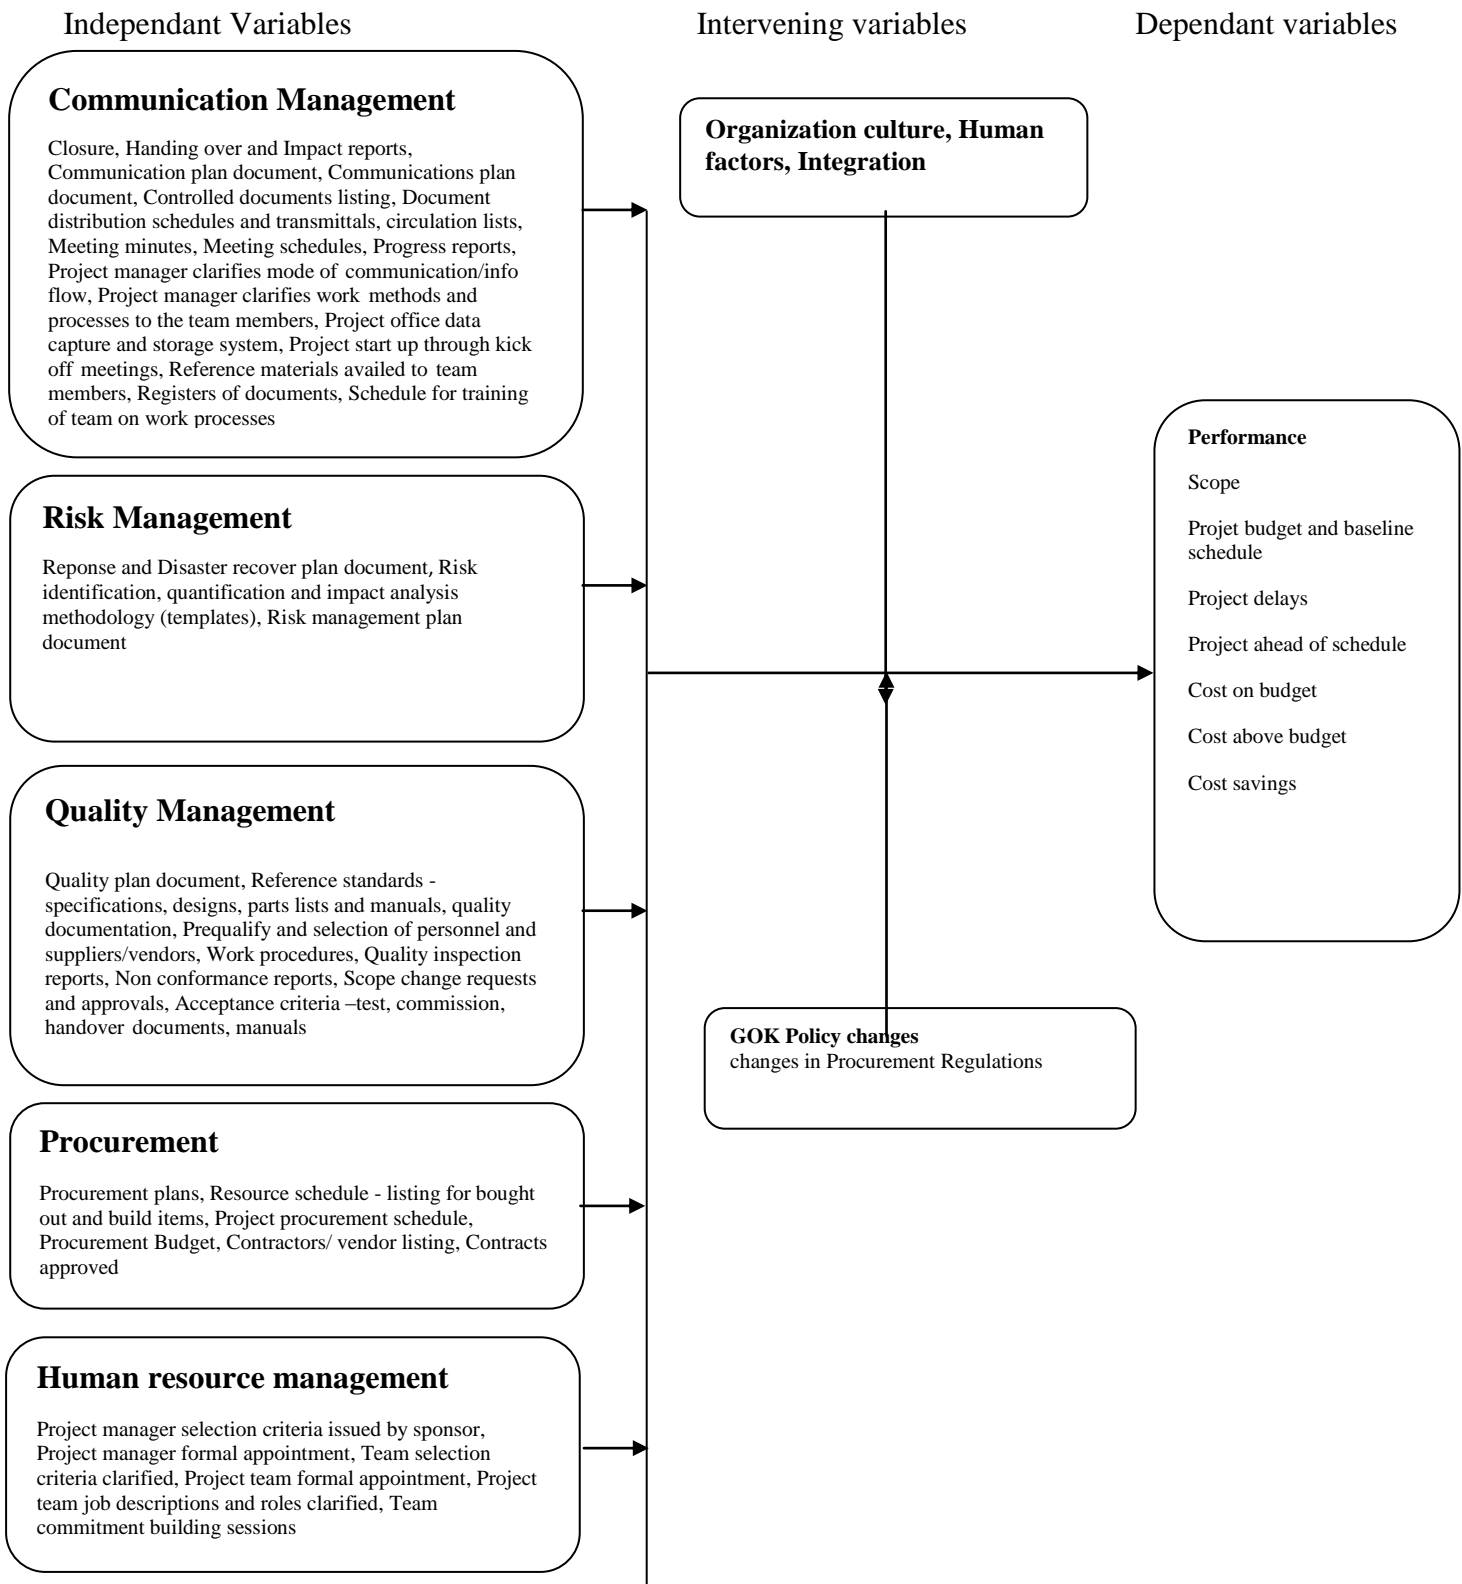 Independant Variables
Intervening variables
Dependant variables
Communication Management
Closure, Handing over and Impact reports,
Communication plan document, Communications plan
document, Controlled documents listing, Document
distribution schedules and transmittals, circulation lists,
Meeting minutes, Meeting schedules, Progress reports,
Project manager clarifies mode of communication/info
flow, Project manager clarifies work methods and
processes to the team members, Project office data
capture and storage system, Project start up through kick
off meetings, Reference materials availed to team
members, Registers of documents, Schedule for training
of team on work processes
Risk Management
Reponse and Disaster recover plan document, Risk
identification, quantification and impact analysis
methodology (templates), Risk management plan
document
Quality Management
Quality plan document, Reference standards -
specifications, designs, parts lists and manuals, quality
documentation, Prequalify and selection of personnel and
suppliers/vendors, Work procedures, Quality inspection
reports, Non conformance reports, Scope change requests
and approvals, Acceptance criteria –test, commission,
handover documents, manuals
Procurement
Procurement plans, Resource schedule - listing for bought
out and build items, Project procurement schedule,
Procurement Budget, Contractors/ vendor listing, Contracts
approved
Human resource management
Project manager selection criteria issued by sponsor,
Project manager formal appointment, Team selection
criteria clarified, Project team formal appointment, Project
team job descriptions and roles clarified, Team
commitment building sessions
Organization culture, Human
factors, Integration
GOK Policy changes
changes in Procurement Regulations
Performance
Scope
Projet budget and baseline
schedule
Project delays
Project ahead of schedule
Cost on budget
Cost above budget
Cost savings